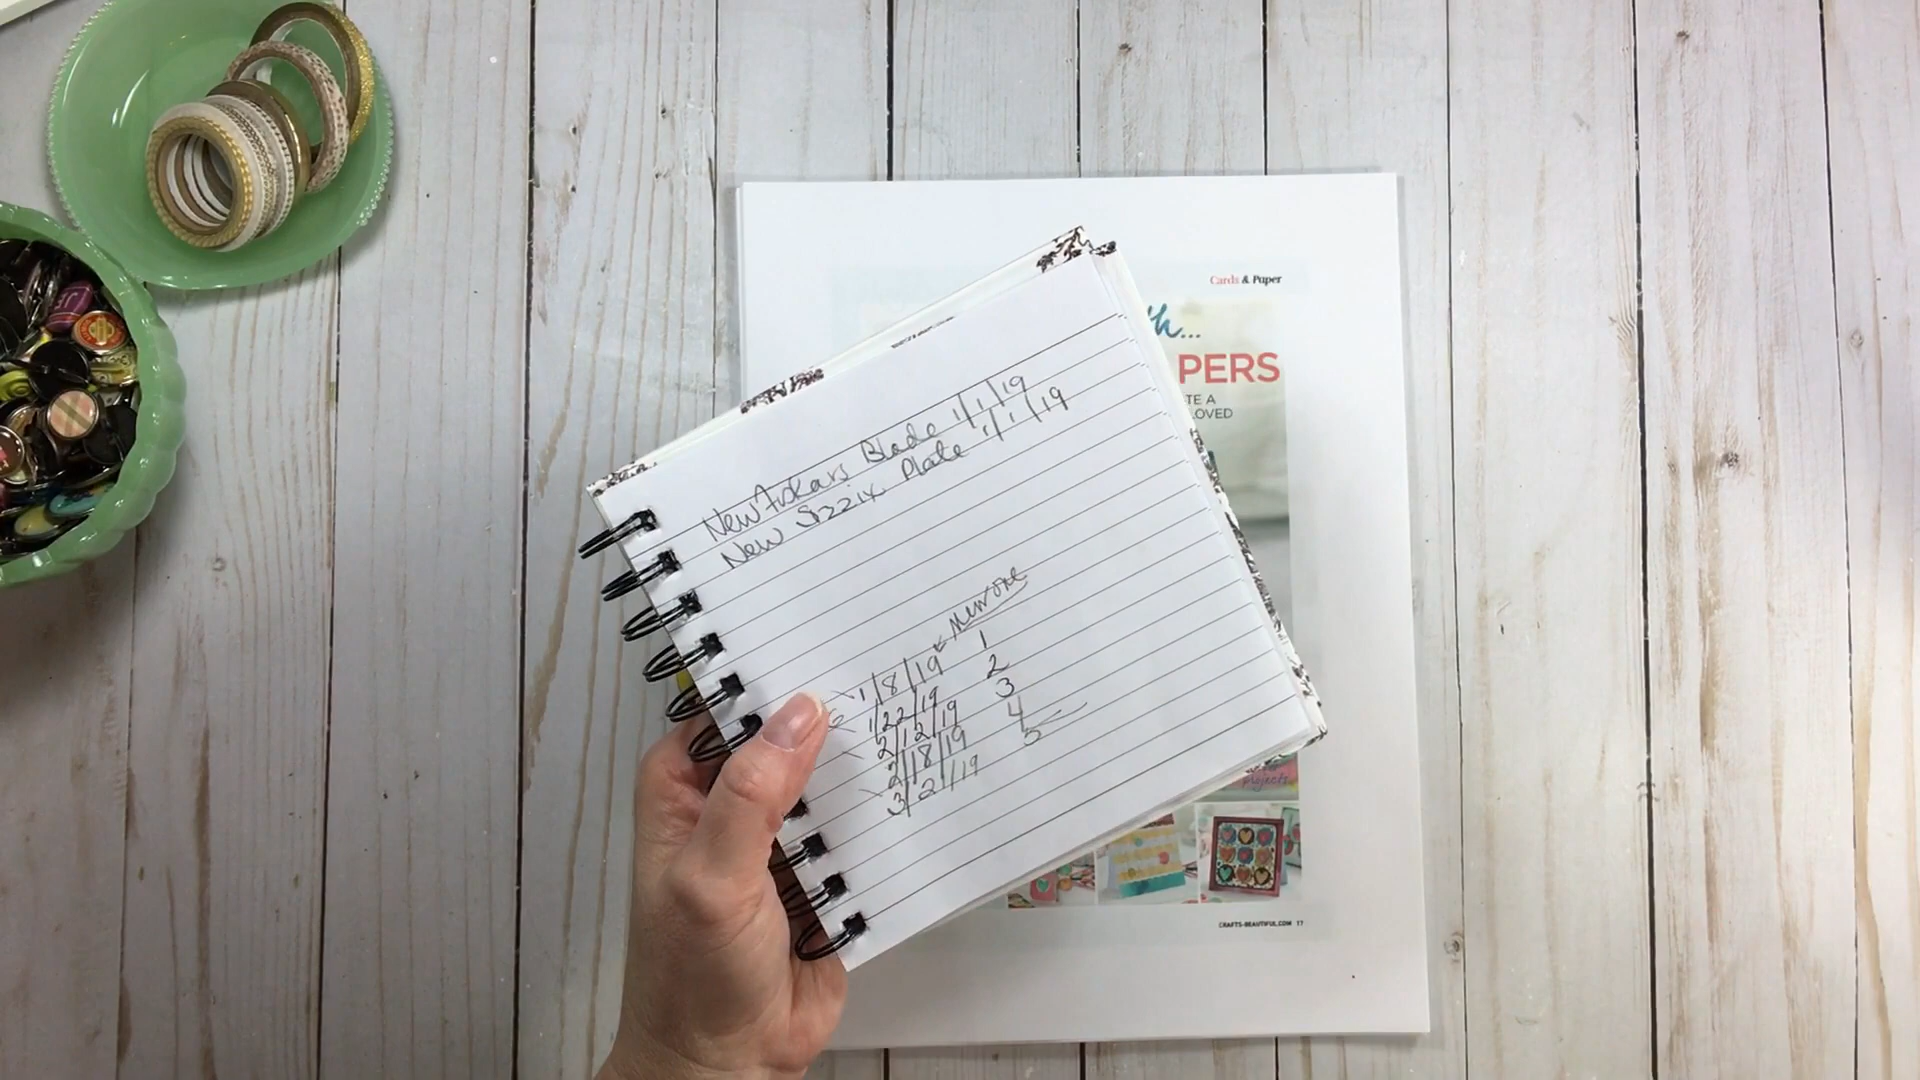 Cards & Paper
th...
PERS
TE A
LOVED
New Fiskars Blade 1/1/19
New Sizzix Plate 1/1/19
New one
1/8/19 1
1/22/19 2
2/12/19 3
2/18/19 4
3/2/19 5
projects
CRAFTS-BEAUTIFUL.COM 17